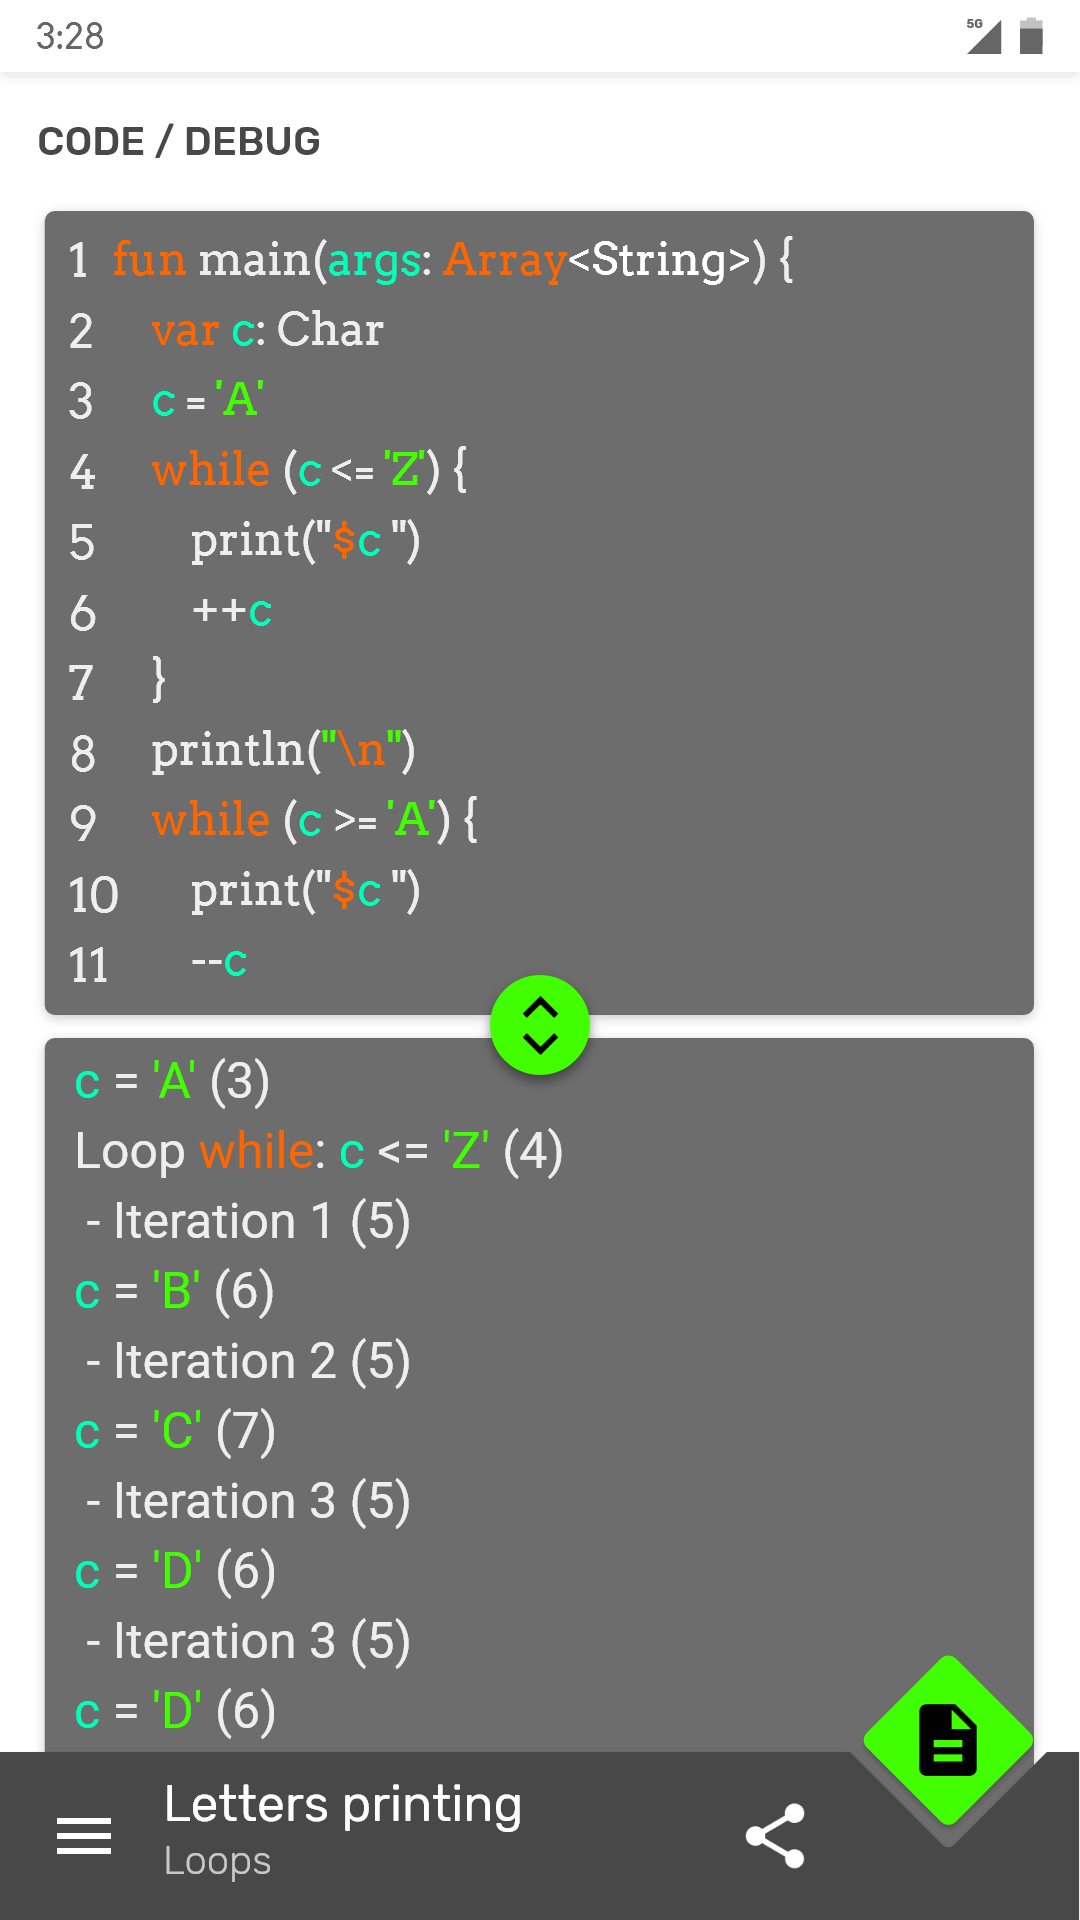 3:28
5G
CODE / DEBUG
1 fun main(args: Array<String>) {
2 var c: Char
3 c = 'A'
4 while (c <= 'Z') {
5 print("$c ")
6 ++c
7 }
8 println("\n")
9 while (c >= 'A') {
10 print("$c ")
11 --c
c = 'A' (3)
Loop while: c <= 'Z' (4)
- Iteration 1 (5)
c = 'B' (6)
- Iteration 2 (5)
c = 'C' (7)
- Iteration 3 (5)
c = 'D' (6)
- Iteration 3 (5)
c = 'D' (6)
Letters printing
Loops